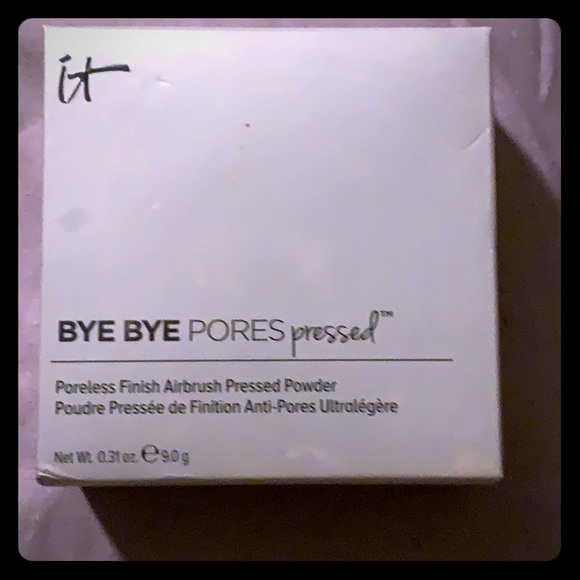 it
BYE BYE PORES pressed™
Poreless Finish Airbrush Pressed Powder
Poudre Pressée de Finition Anti-Pores Ultralégère
Net Wt. 0.31 oz. ℮ 9.0 g